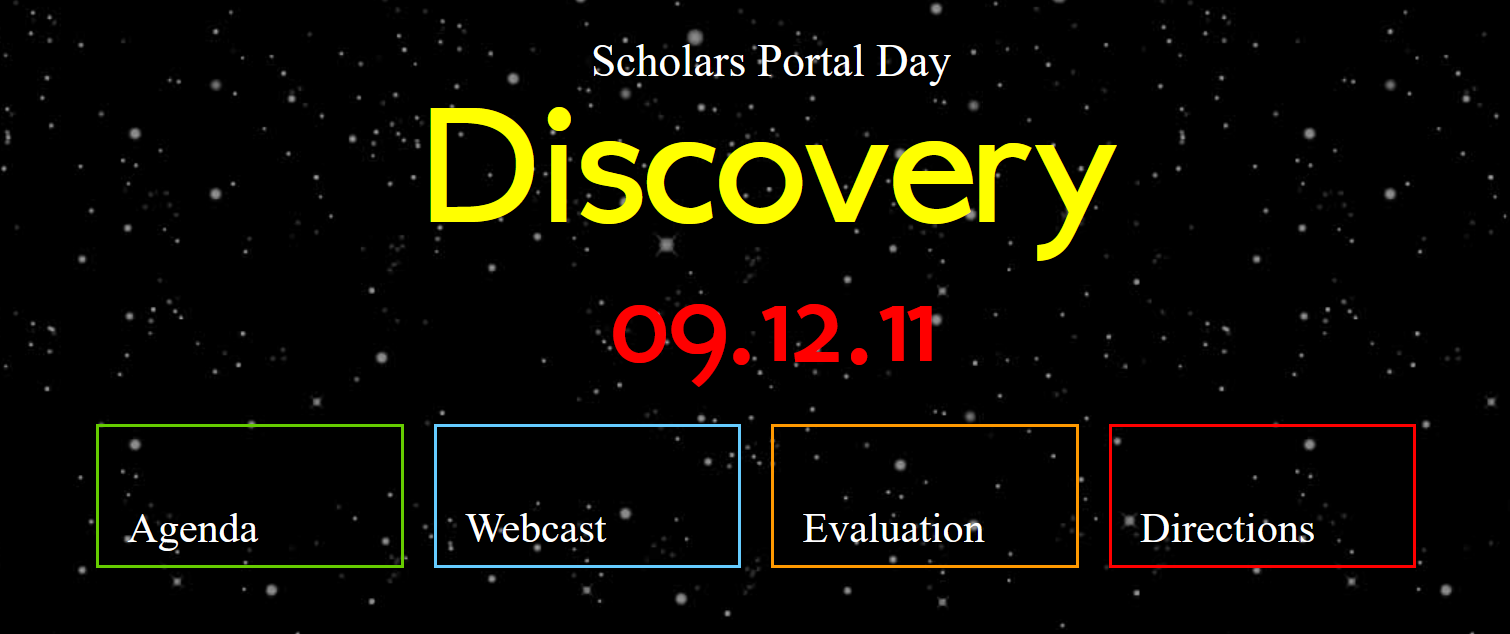 Scholars Portal Day
Discovery
09.12.11
Agenda
Webcast
Evaluation
Directions